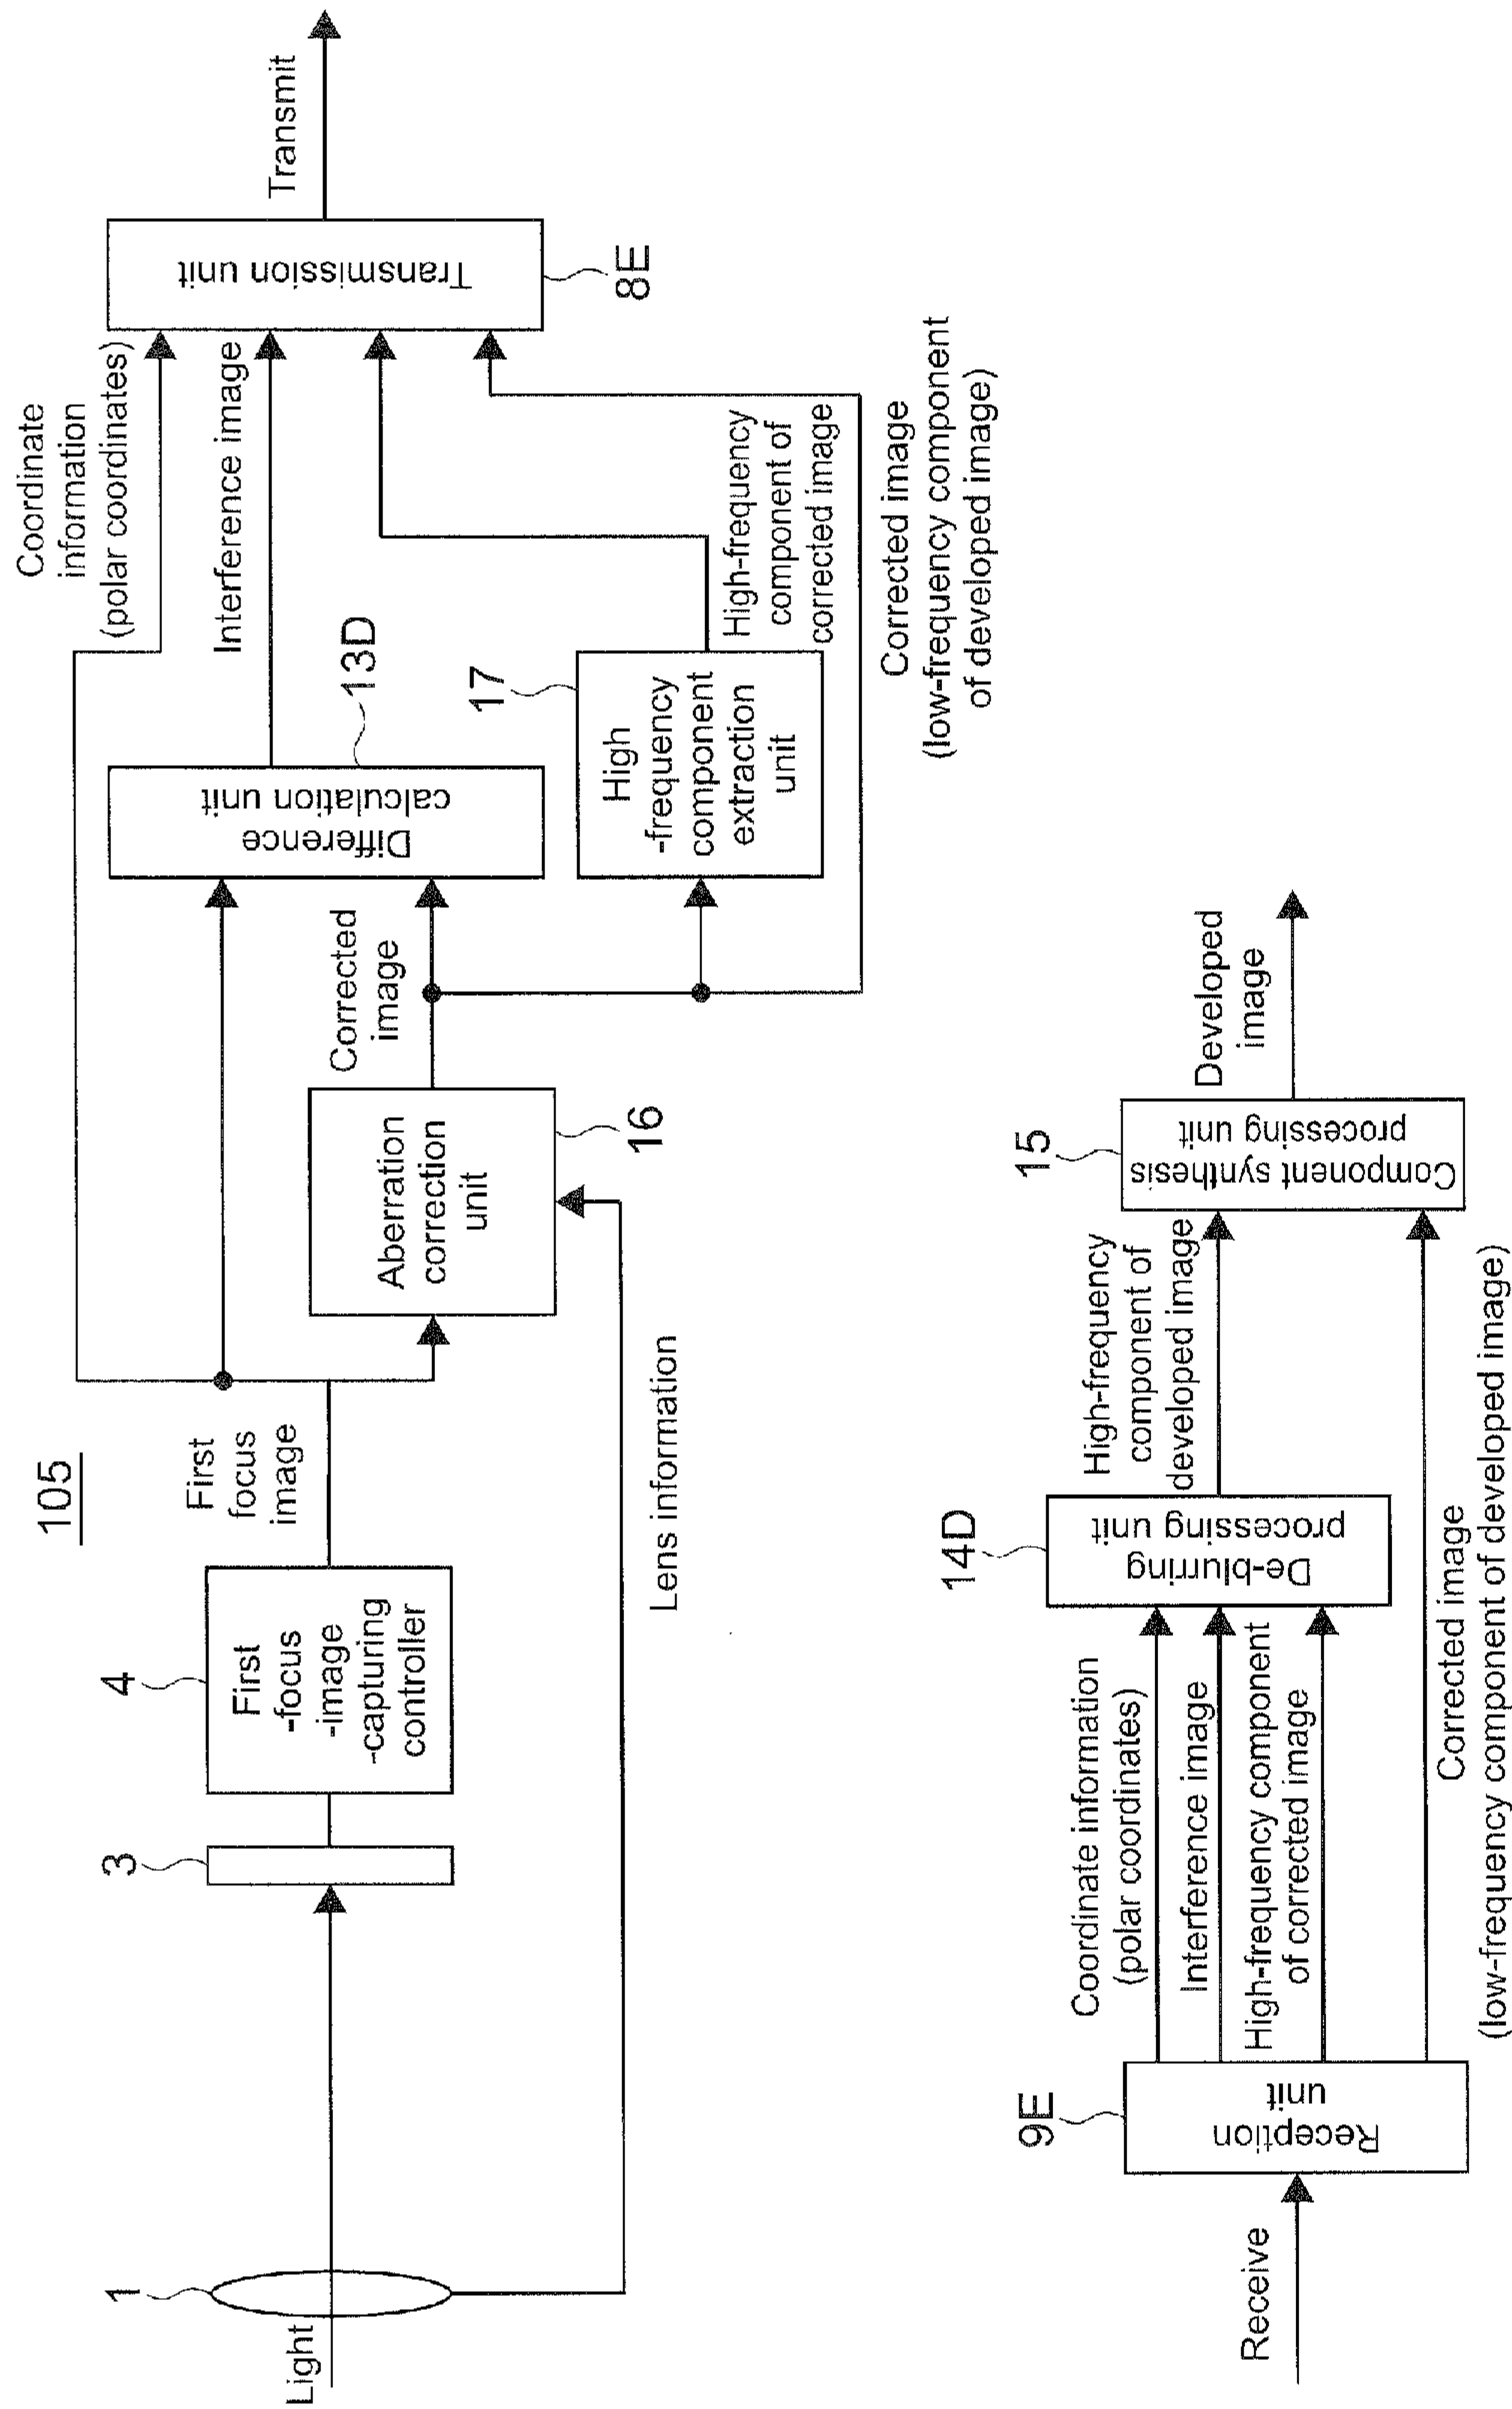 105
1
Light
3
4
First
-focus
-image
-capturing
controller
First
focus
image
Lens information
Aberration
correction
unit
16
Corrected
image
Difference
calculation unit
13D
17
High
-frequency
component
extraction
unit
Coordinate
information
(polar coordinates)
Interference image
High-frequency
component of
corrected image
Corrected image
(low-frequency component
of developed image)
Transmission unit
8E
Transmit
Receive
9E
Reception
unit
Coordinate information
(polar coordinates)
Interference image
High-frequency component
of corrected image
Corrected image
(low-frequency component of developed image)
14D
De-blurring
processing unit
High-frequency
component of
developed image
15
Component synthesis
processing unit
Developed
image